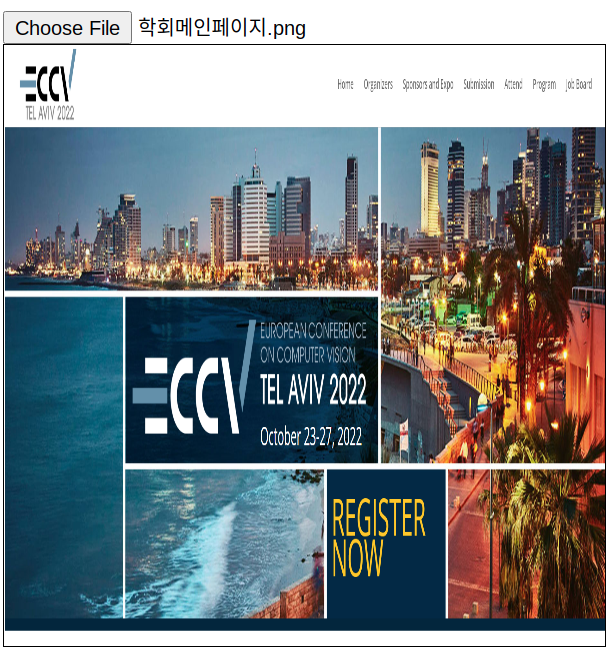 Choose File 학회메인페이지.png
ECCV
TEL AVIV 2022
Home Organizers Sponsors and Expo Submission Attend Program Job Board
ECCV
EUROPEAN CONFERENCE
ON COMPUTER VISION
TEL AVIV 2022
October 23-27, 2022
REGISTER
NOW